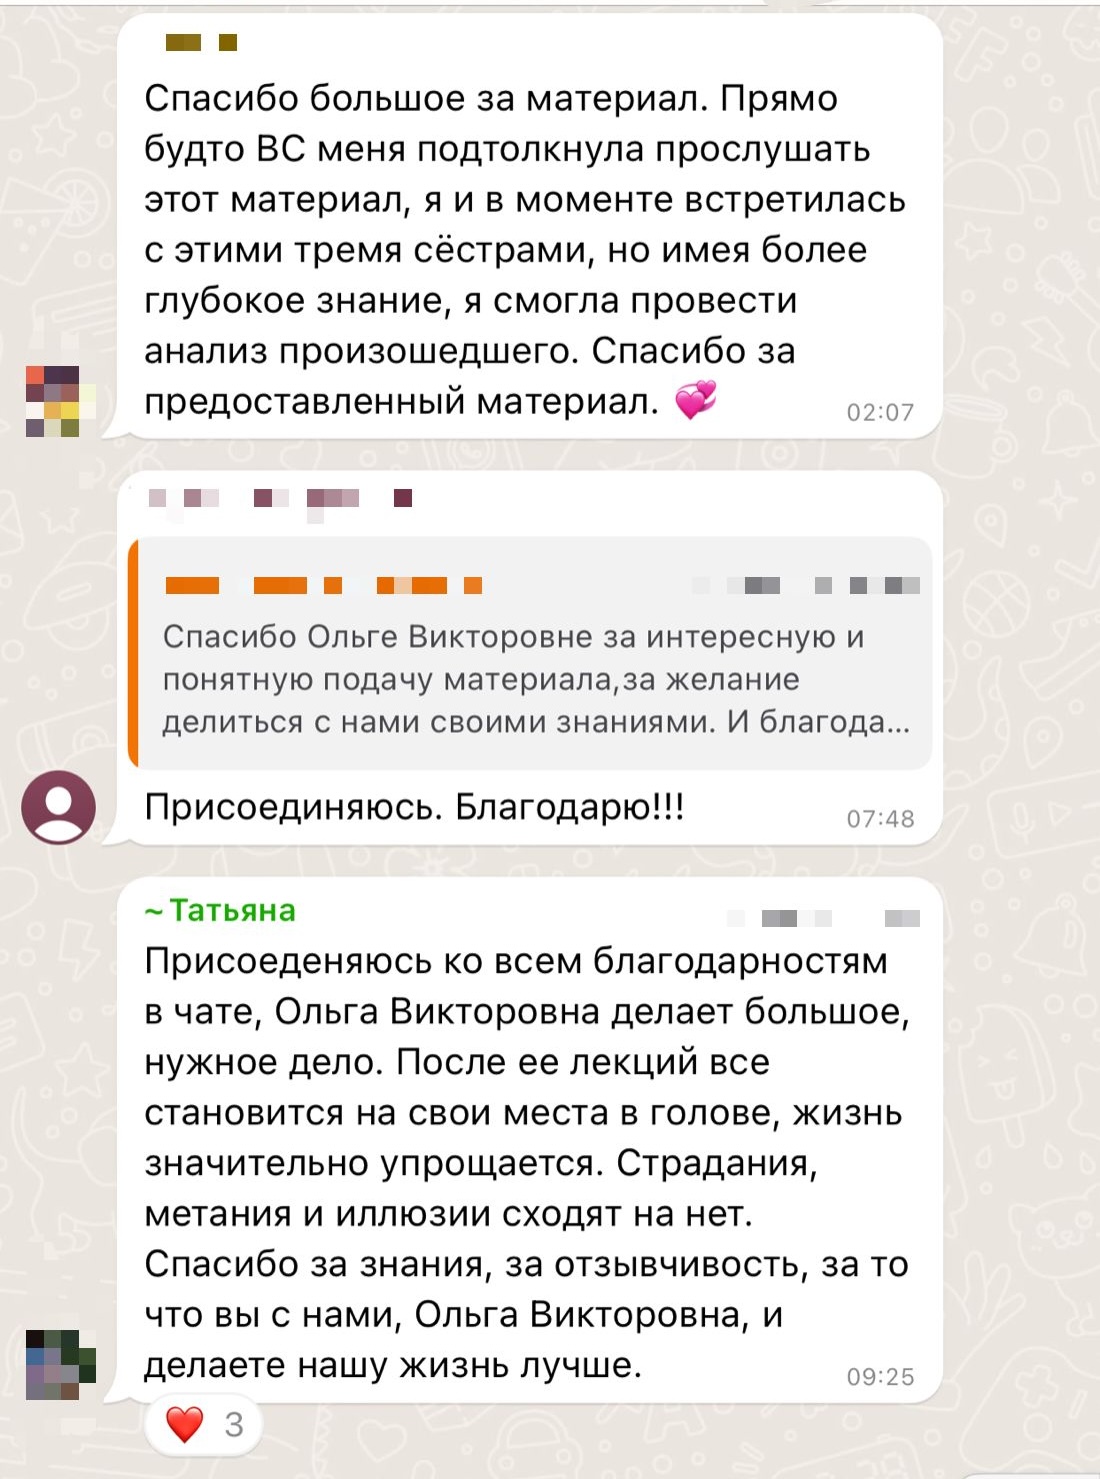 Спасибо большое за материал. Прямо
будто ВС меня подтолкнула прослушать
этот материал, я и в моменте встретилась
с этими тремя сёстрами, но имея более
глубокое знание, я смогла провести
анализ произошедшего. Спасибо за
предоставленный материал. 💞
02:07
Спасибо Ольге Викторовне за интересную и
понятную подачу материала,за желание
делиться с нами своими знаниями. И благода...
Присоединяюсь. Благодарю!!!
07:48
~ Татьяна
Присоеденяюсь ко всем благодарностям
в чате, Ольга Викторовна делает большое,
нужное дело. После ее лекций все
становится на свои места в голове, жизнь
значительно упрощается. Страдания,
метания и иллюзии сходят на нет.
Спасибо за знания, за отзывчивость, за то
что вы с нами, Ольга Викторовна, и
делаете нашу жизнь лучше.
09:25
❤️ 3